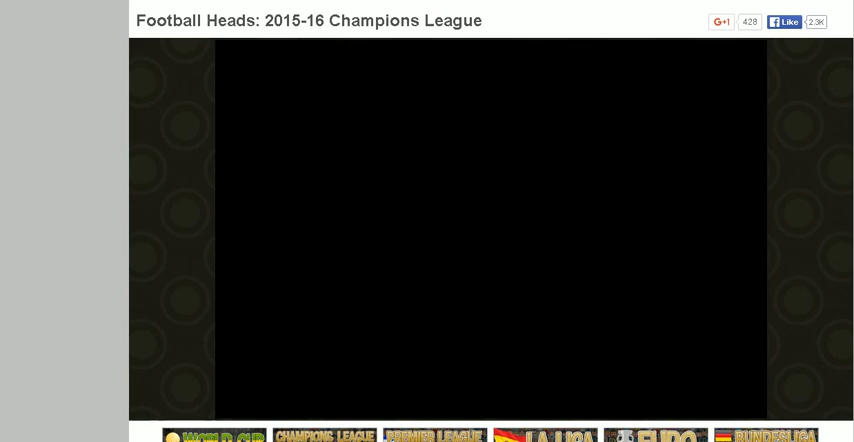 Football Heads: 2015-16 Champions League
G+1 428 Like 2.3K
WORLD CUP CHAMPIONS LEAGUE PREMIER LEAGUE LA LIGA EURO BUNDESLIGA